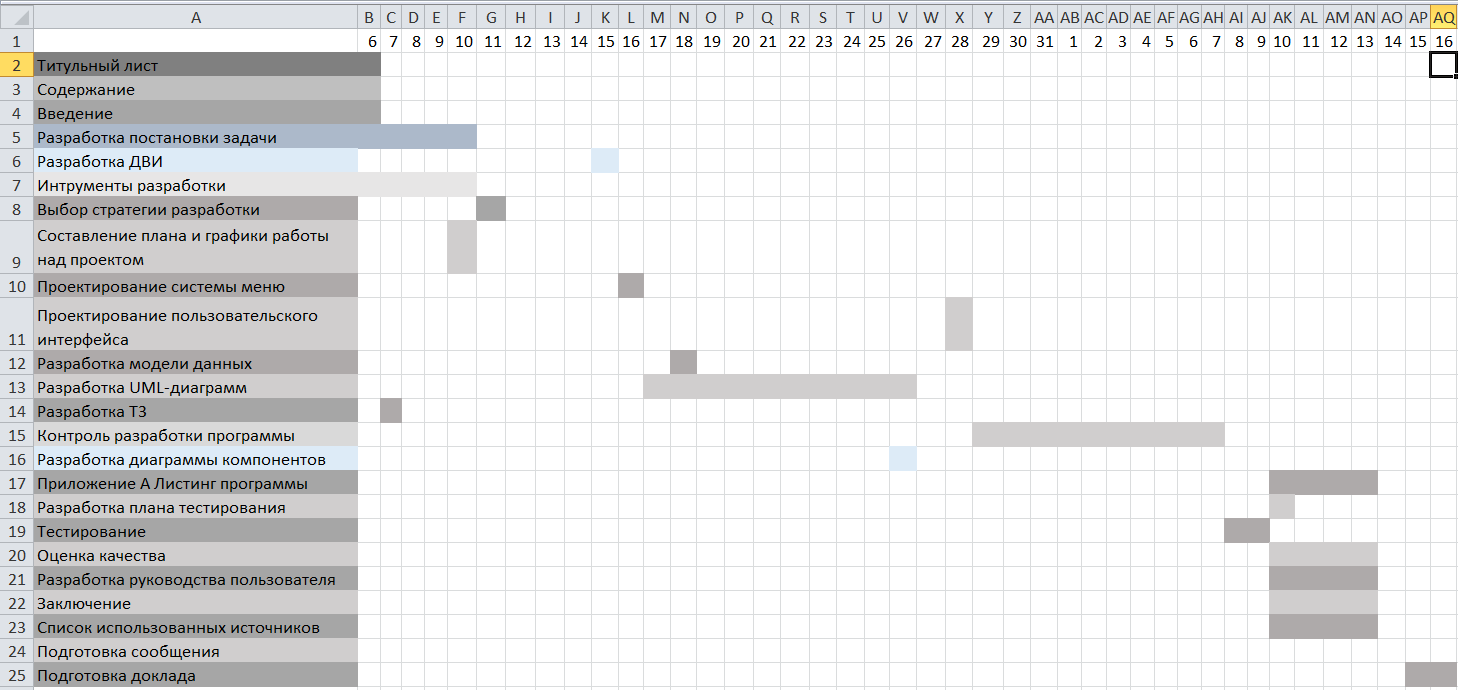 A B C D E F G H I J K L M N O P Q R S T U V W X Y Z AA AB AC AD AE AF AG AH AI AJ AK AL AM AN AO AP AQ
1 6 7 8 9 10 11 12 13 14 15 16 17 18 19 20 21 22 23 24 25 26 27 28 29 30 31 1 2 3 4 5 6 7 8 9 10 11 12 13 14 15 16
2 Титульный лист
3 Содержание
4 Введение
5 Разработка постановки задачи
6 Разработка ДВИ
7 Интрументы разработки
8 Выбор стратегии разработки
Составление плана и графики работы
9 над проектом
10 Проектирование системы меню
Проектирование пользовательского
11 интерфейса
12 Разработка модели данных
13 Разработка UML-диаграмм
14 Разработка ТЗ
15 Контроль разработки программы
16 Разработка диаграммы компонентов
17 Приложение А Листинг программы
18 Разработка плана тестирования
19 Тестирование
20 Оценка качества
21 Разработка руководства пользователя
22 Заключение
23 Список использованных источников
24 Подготовка сообщения
25 Подготовка доклада